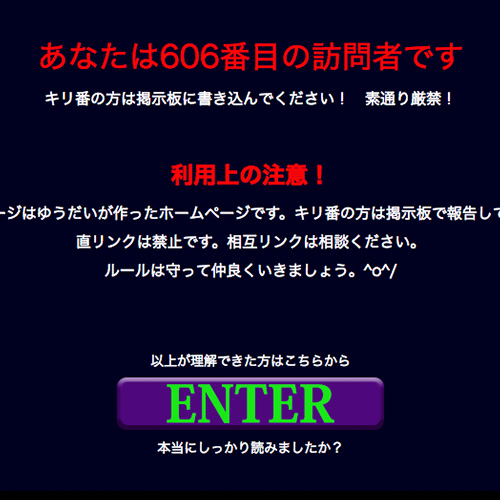 あなたは606番目の訪問者です
キリ番の方は掲示板に書き込んでください！　素通り厳禁！
利用上の注意！
ージはゆうだいが作ったホームページです。キリ番の方は掲示板で報告して
直リンクは禁止です。相互リンクは相談ください。
ルールは守って仲良くいきましょう。^o^/
以上が理解できた方はこちらから
ENTER
本当にしっかり読みましたか？